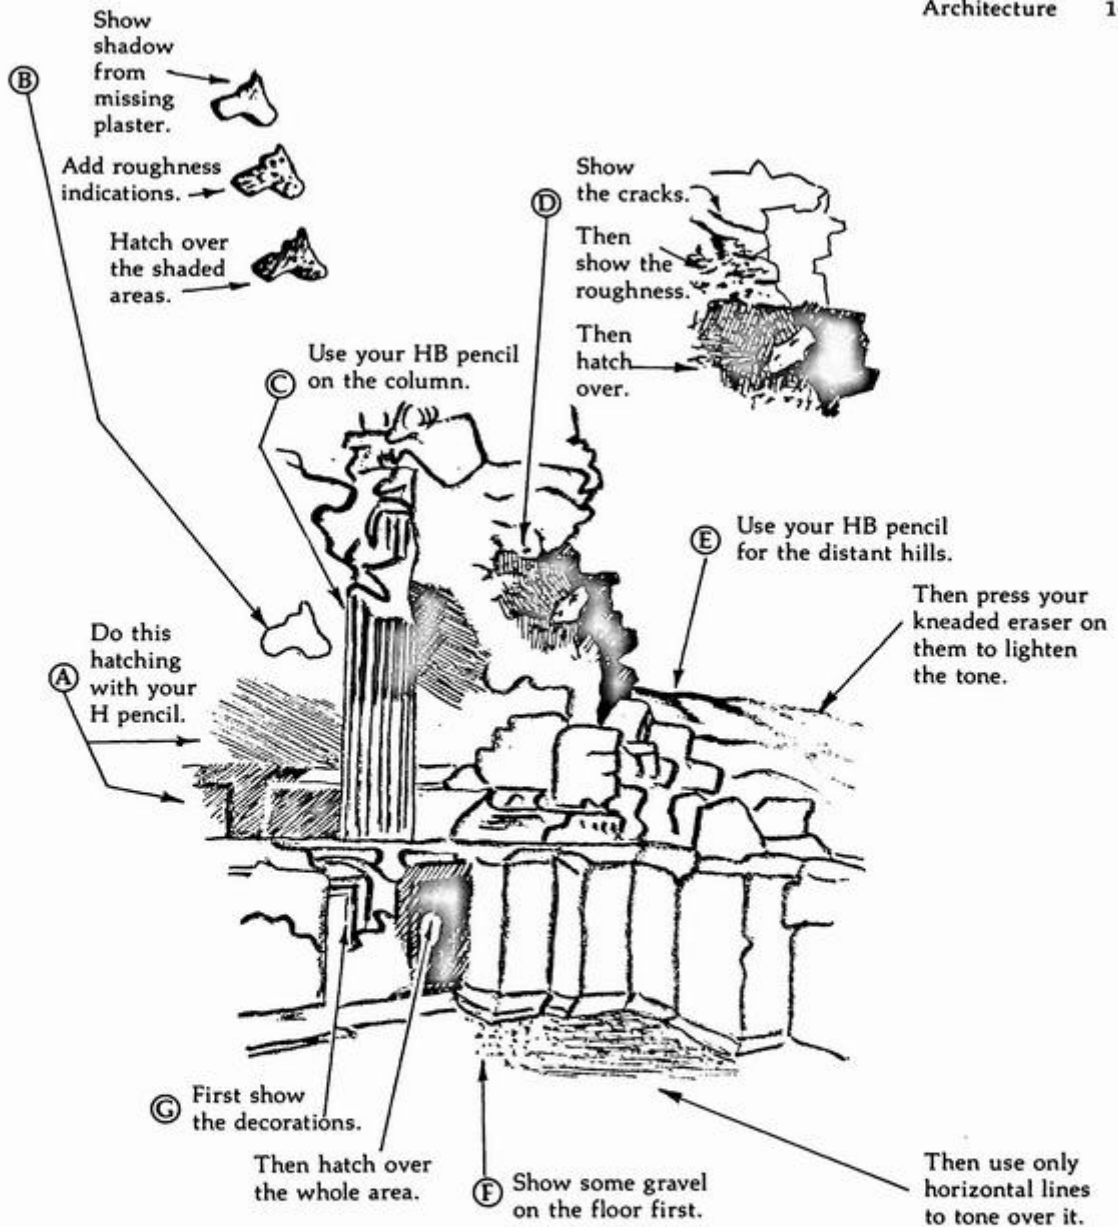 Architecture 1
Show
shadow
from
missing
plaster.
B
Add roughness
indications.
Hatch over
the shaded
areas.
D
Show
the cracks.
Then
show the
roughness.
Then
hatch
over.
C
Use your HB pencil
on the column.
E
Use your HB pencil
for the distant hills.
Then press your
kneaded eraser on
them to lighten
the tone.
A
Do this
hatching
with your
H pencil.
G
First show
the decorations.
Then hatch over
the whole area.
F
Show some gravel
on the floor first.
Then use only
horizontal lines
to tone over it.